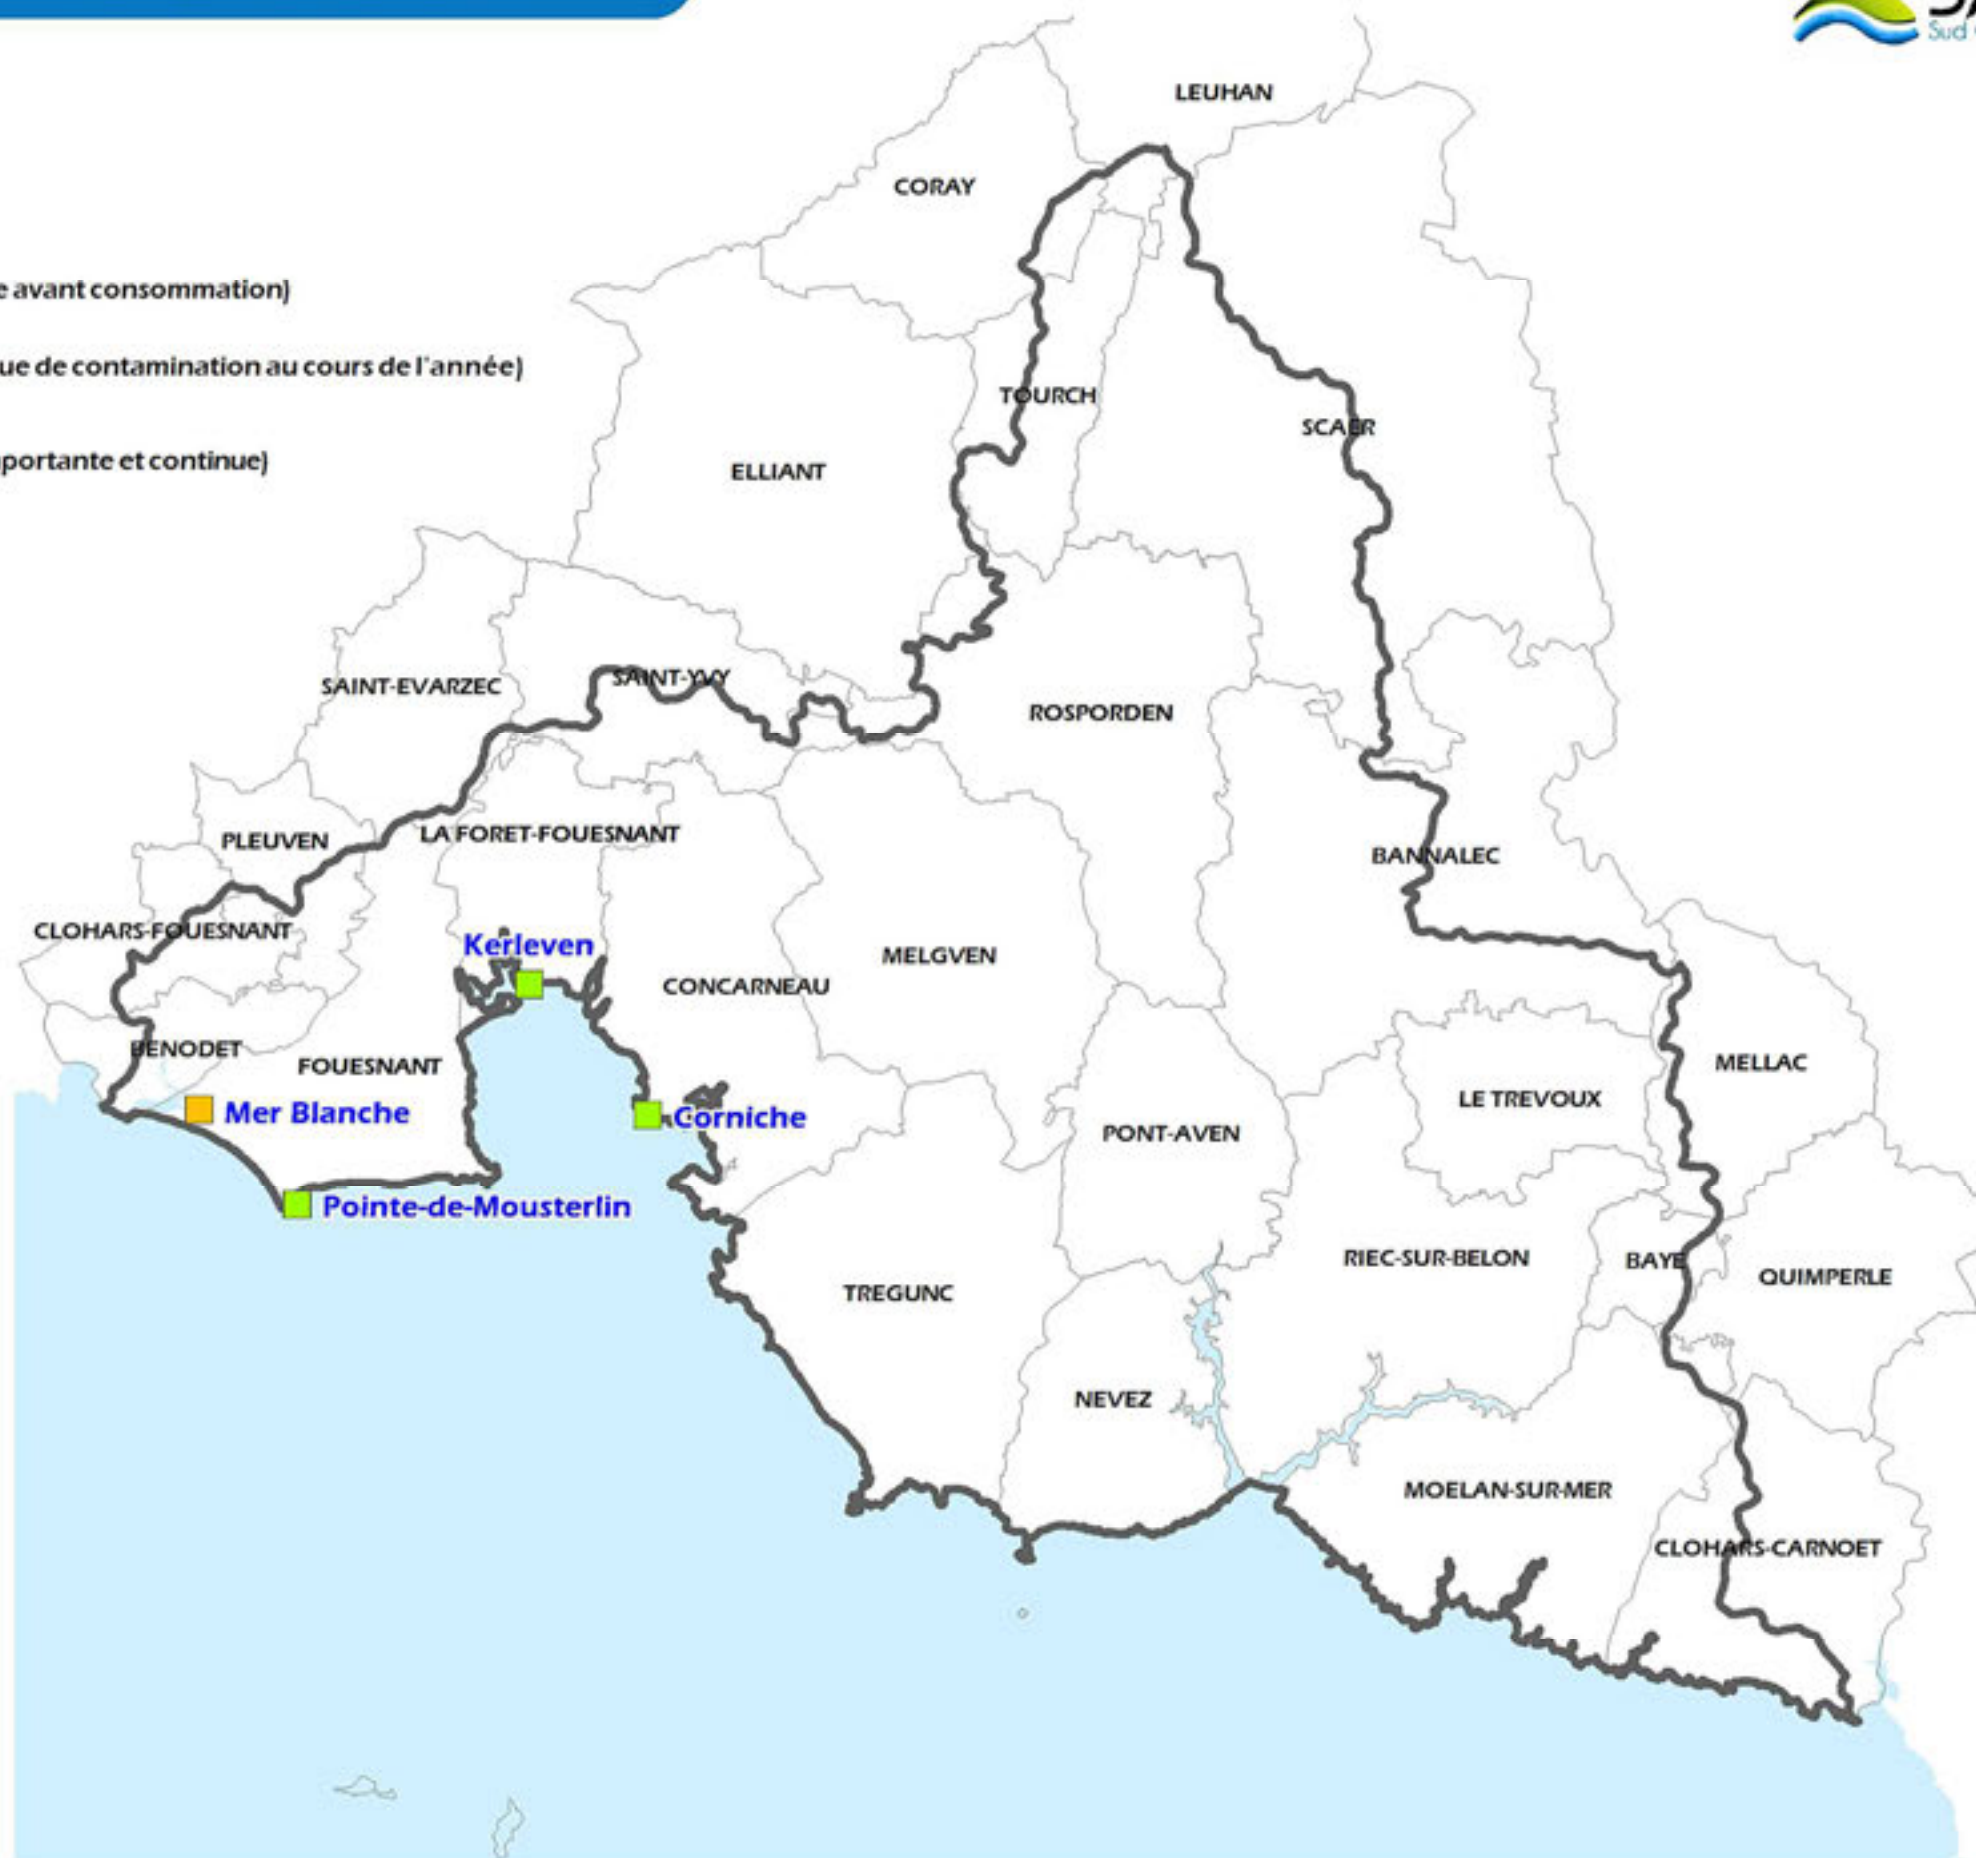 Sud
LEUHAN
CORAY
avant consommation)
de contamination au cours de l'année)
et continue)
TOURCH
SCAER
ELLIANT
SAINT-YVY
SAINT-EVARZEC
ROSPORDEN
PLEUVEN
LA FORET-FOUESNANT
BANNALEC
CLOHARS-FOUESNANT
Kerleven
MELGVEN
CONCARNEAU
BENODET
FOUESNANT
MELLAC
LE TREVOUX
Mer Blanche
Corniche
PONT-AVEN
Pointe-de-Mousterlin
RIEC-SUR-BELON
BAYE
QUIMPERLE
TREGUNC
NEVEZ
MOELAN-SUR-MER
CLOHARS-CARNOET